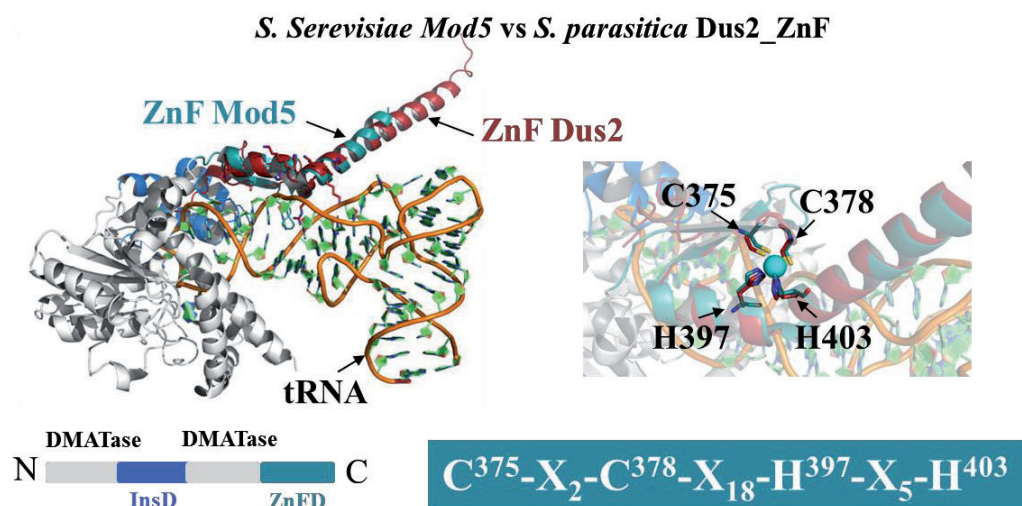 S. Serevisiae Mod5 vs S. parasitica Dus2_ZnF
ZnF Mod5
ZnF Dus2
C375
C378
H397
H403
tRNA
DMATase DMATase
N C
InsD ZnFD
C³⁷⁵-X₂-C³⁷⁸-X₁₈-H³⁹⁷-X₅-H⁴⁰³